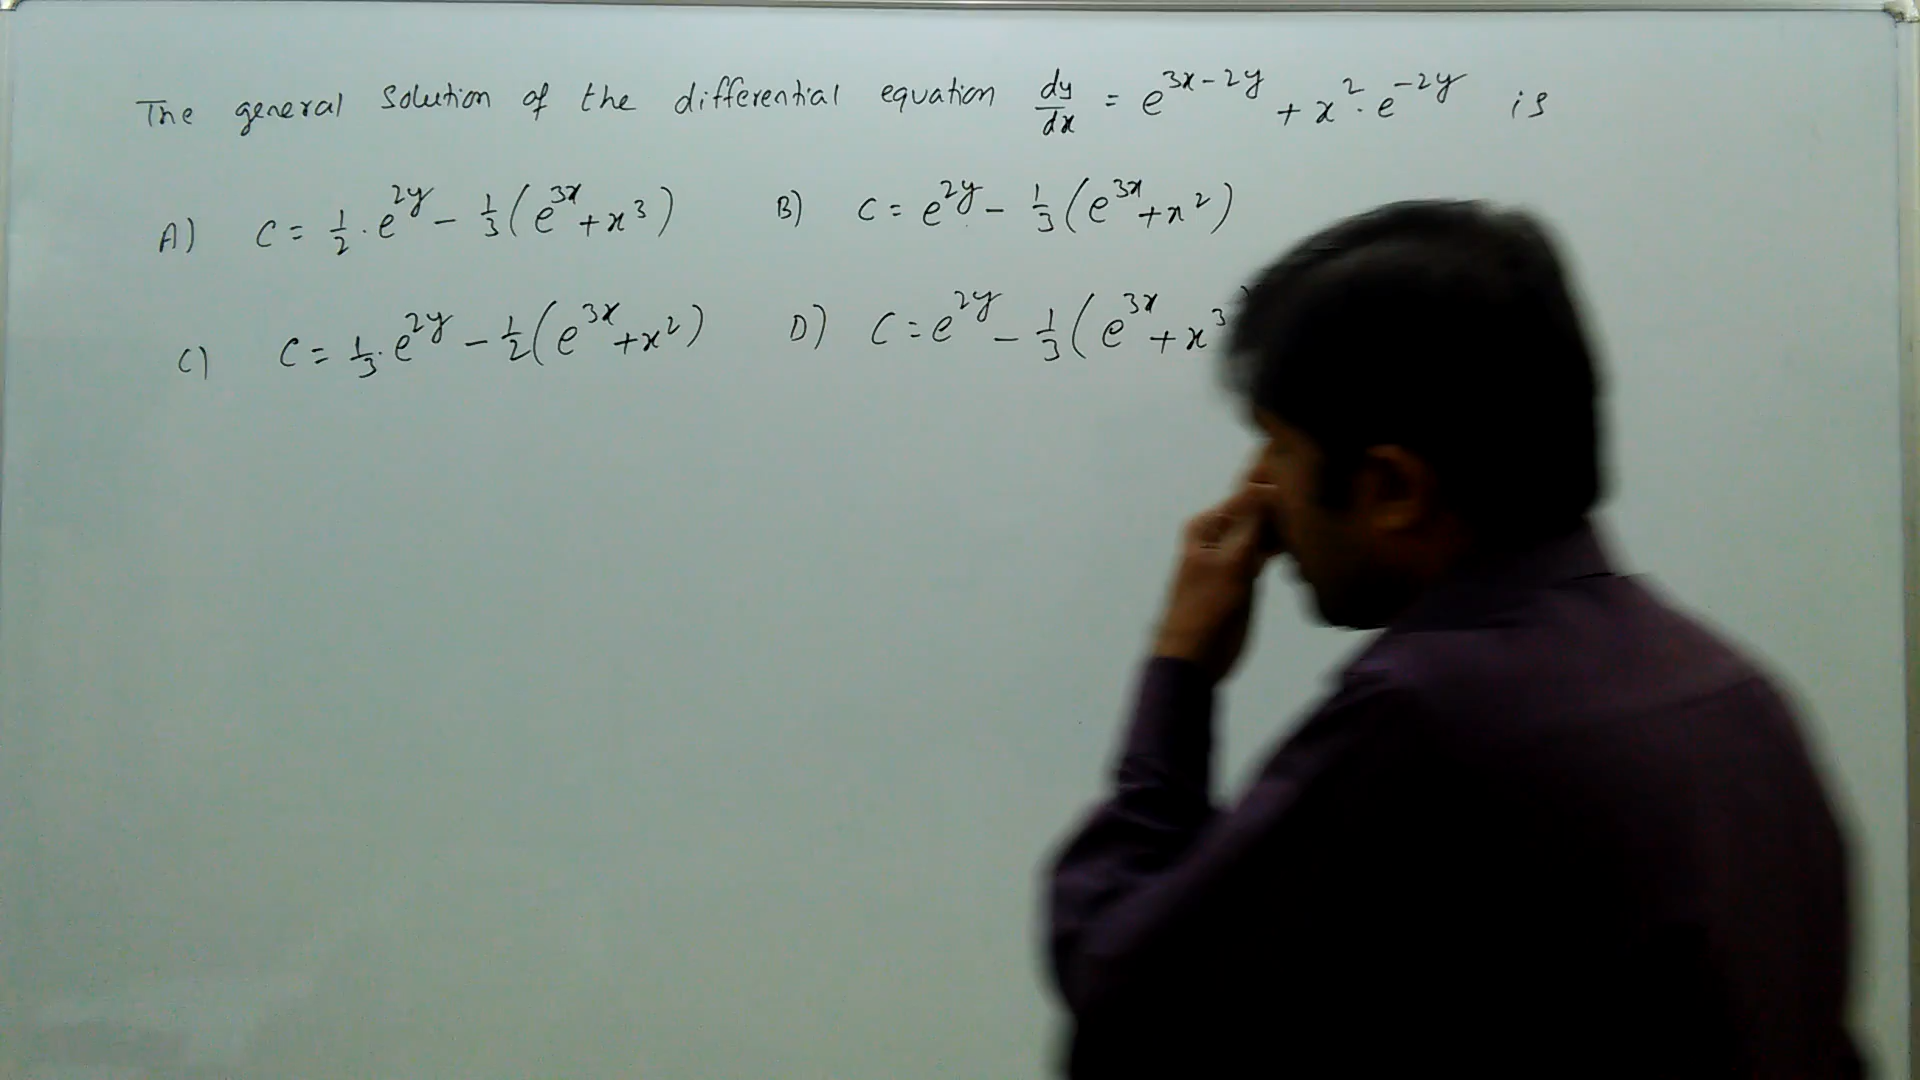 The general solution of the differential equation dy/dx = e^{3x-2y} + x^2 . e^{-2y} is
A) C = 1/2 . e^{2y} - 1/3 (e^{3x} + x^3) B) C = e^{2y} - 1/3 (e^{3x} + x^2)
C) C = 1/3 . e^{2y} - 1/2 (e^{3x} + x^2) D) C = e^{2y} - 1/3 (e^{3x} + x^3)